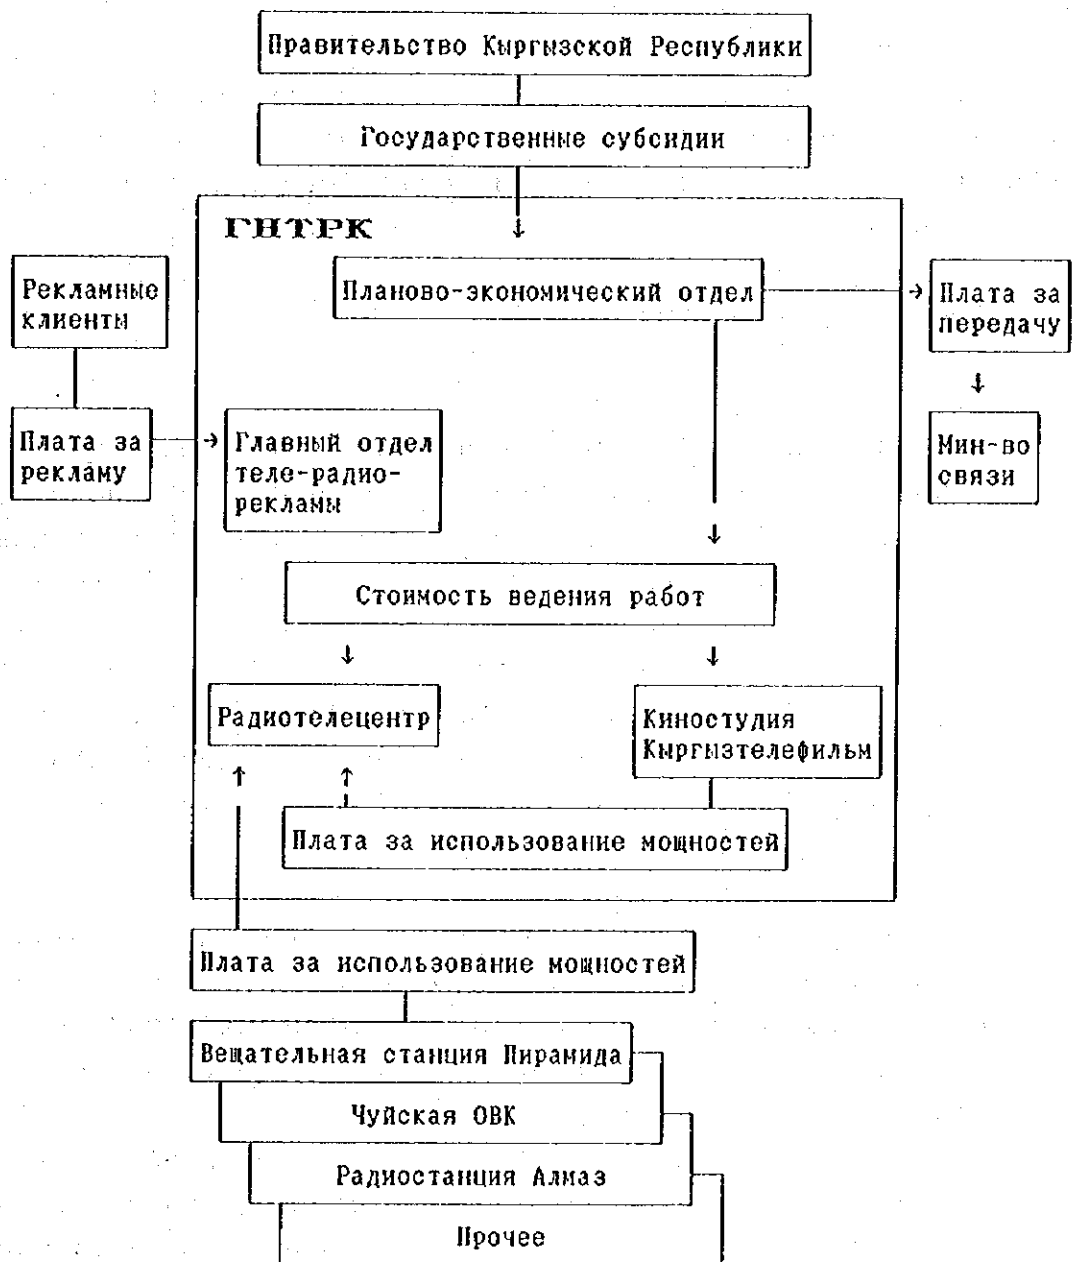 Правительство Кыргызской Республики
Государственные субсидии
ГНТРК
Рекламные
клиенты
Планово-экономический отдел
Плата за
передачу
Плата за
рекламу
Главный отдел
теле-радио-
рекламы
Мин-во
связи
Стоимость ведения работ
Радиотелецентр
Киностудия
Кыргызтелефильм
Плата за использование мощностей
Плата за использование мощностей
Вещательная станция Пирамида
Чуйская ОВК
Радиостанция Алмаз
Прочее